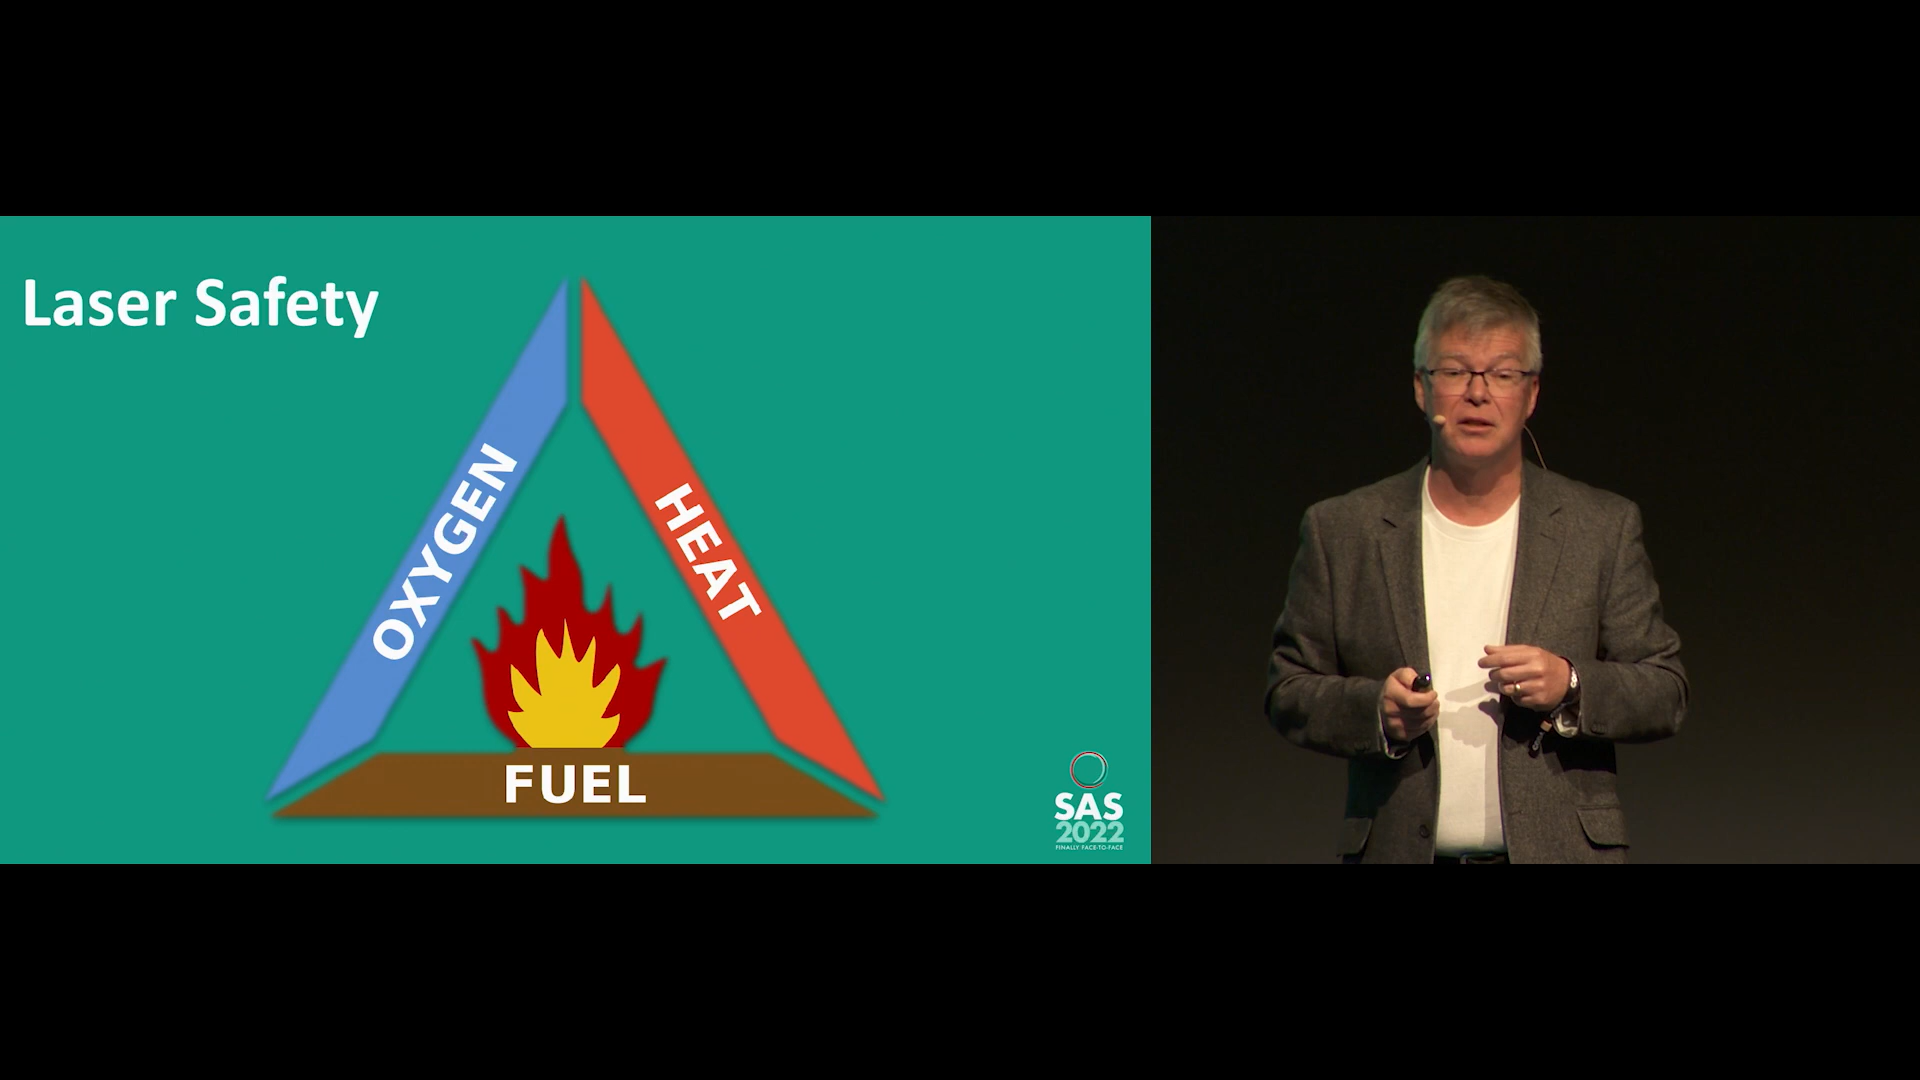 Laser Safety
OXYGEN
HEAT
FUEL
SAS
2022
FINALLY FACE-TO-FACE